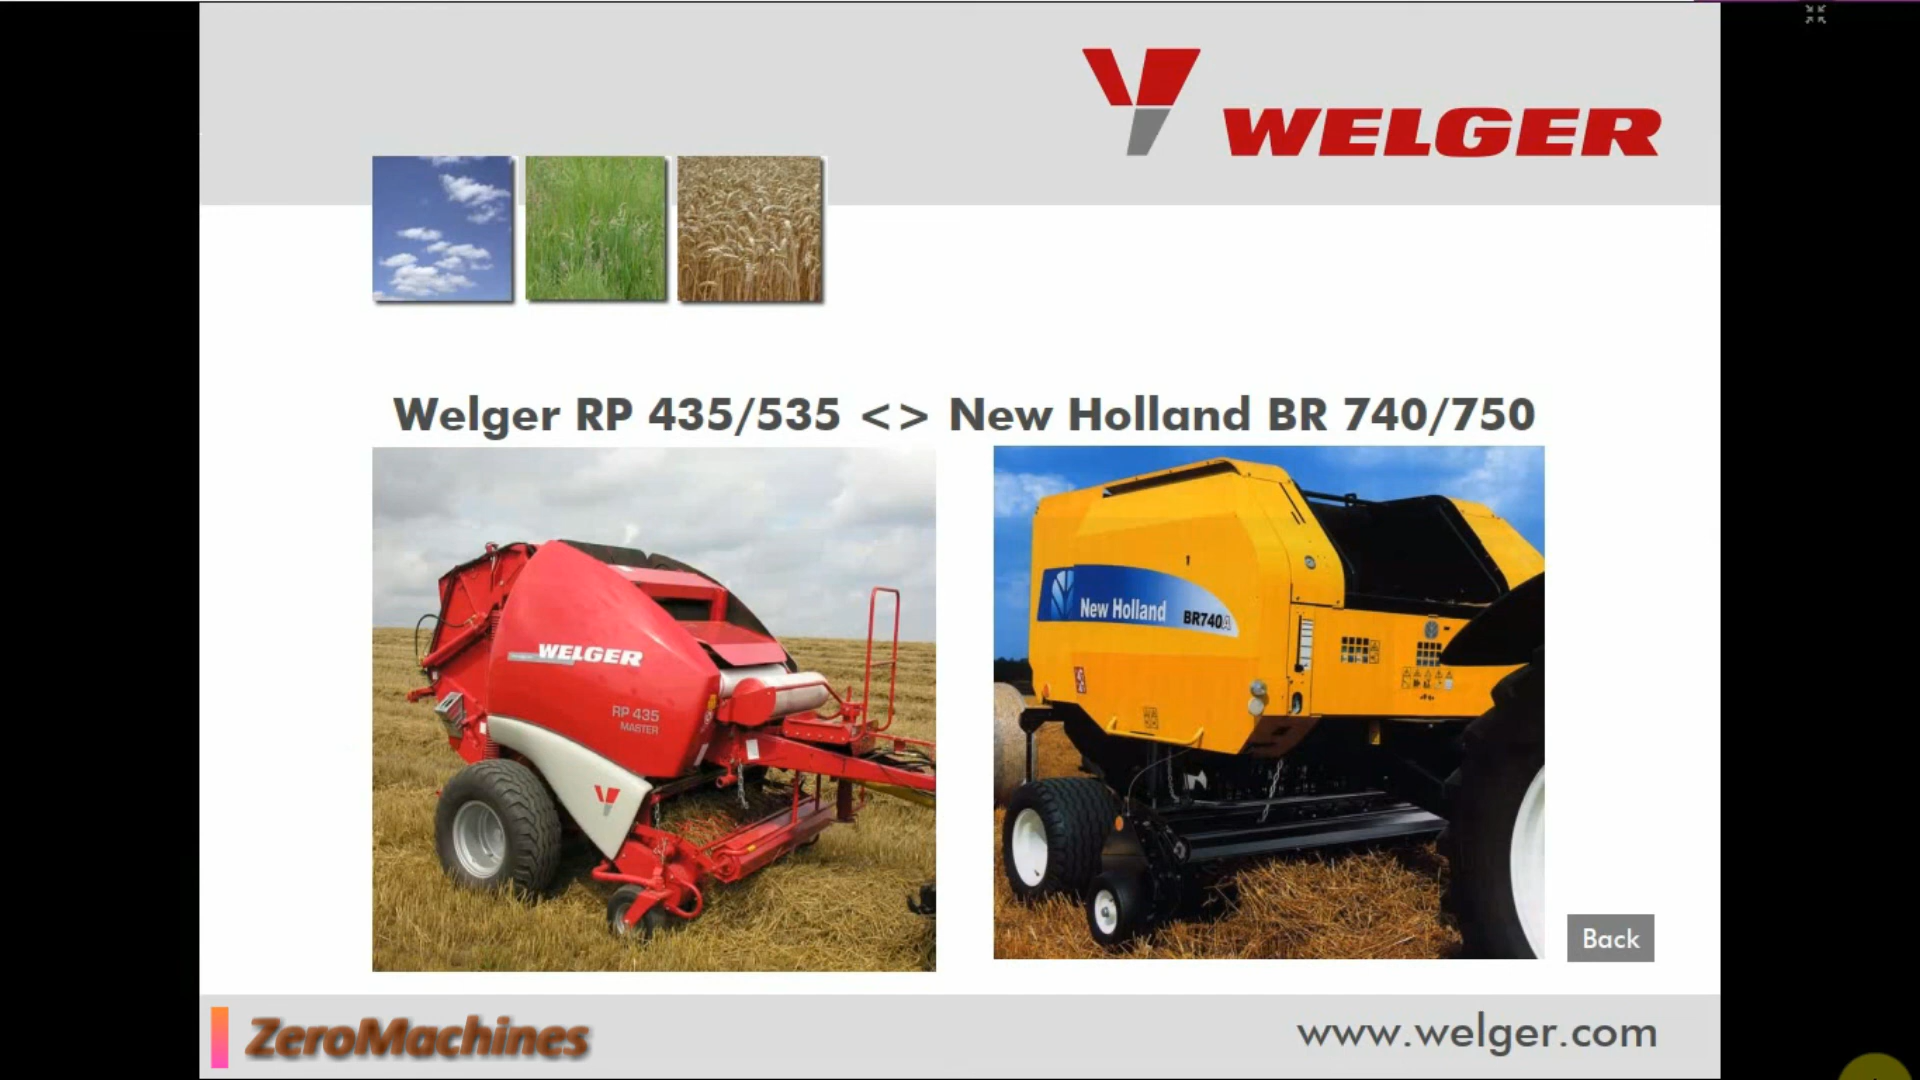 WELGER
Welger RP 435/535 <> New Holland BR 740/750
WELGER
RP 435
MASTER
New Holland
BR740A
Back
ZeroMachines
www.welger.com